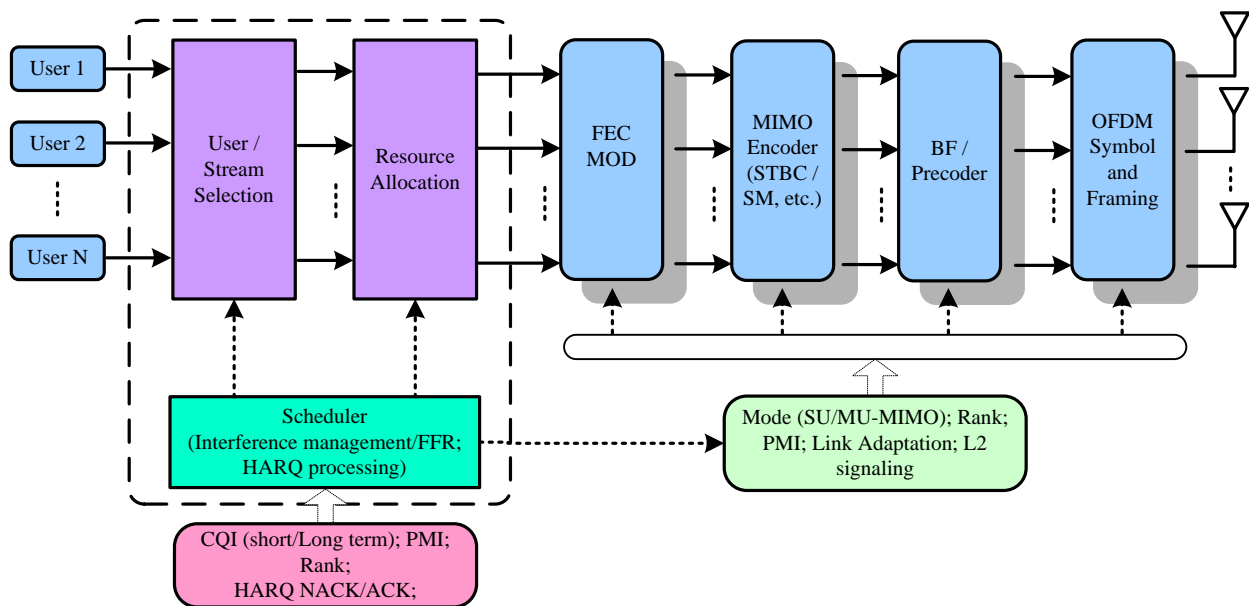 User 1
User 2
User N
User /
Stream
Selection
Resource
Allocation
FEC
MOD
MIMO
Encoder
(STBC /
SM, etc.)
BF /
Precoder
OFDM
Symbol
and
Framing
Scheduler
(Interference management/FFR;
HARQ processing)
Mode (SU/MU-MIMO); Rank;
PMI; Link Adaptation; L2
signaling
CQI (short/Long term); PMI;
Rank;
HARQ NACK/ACK;